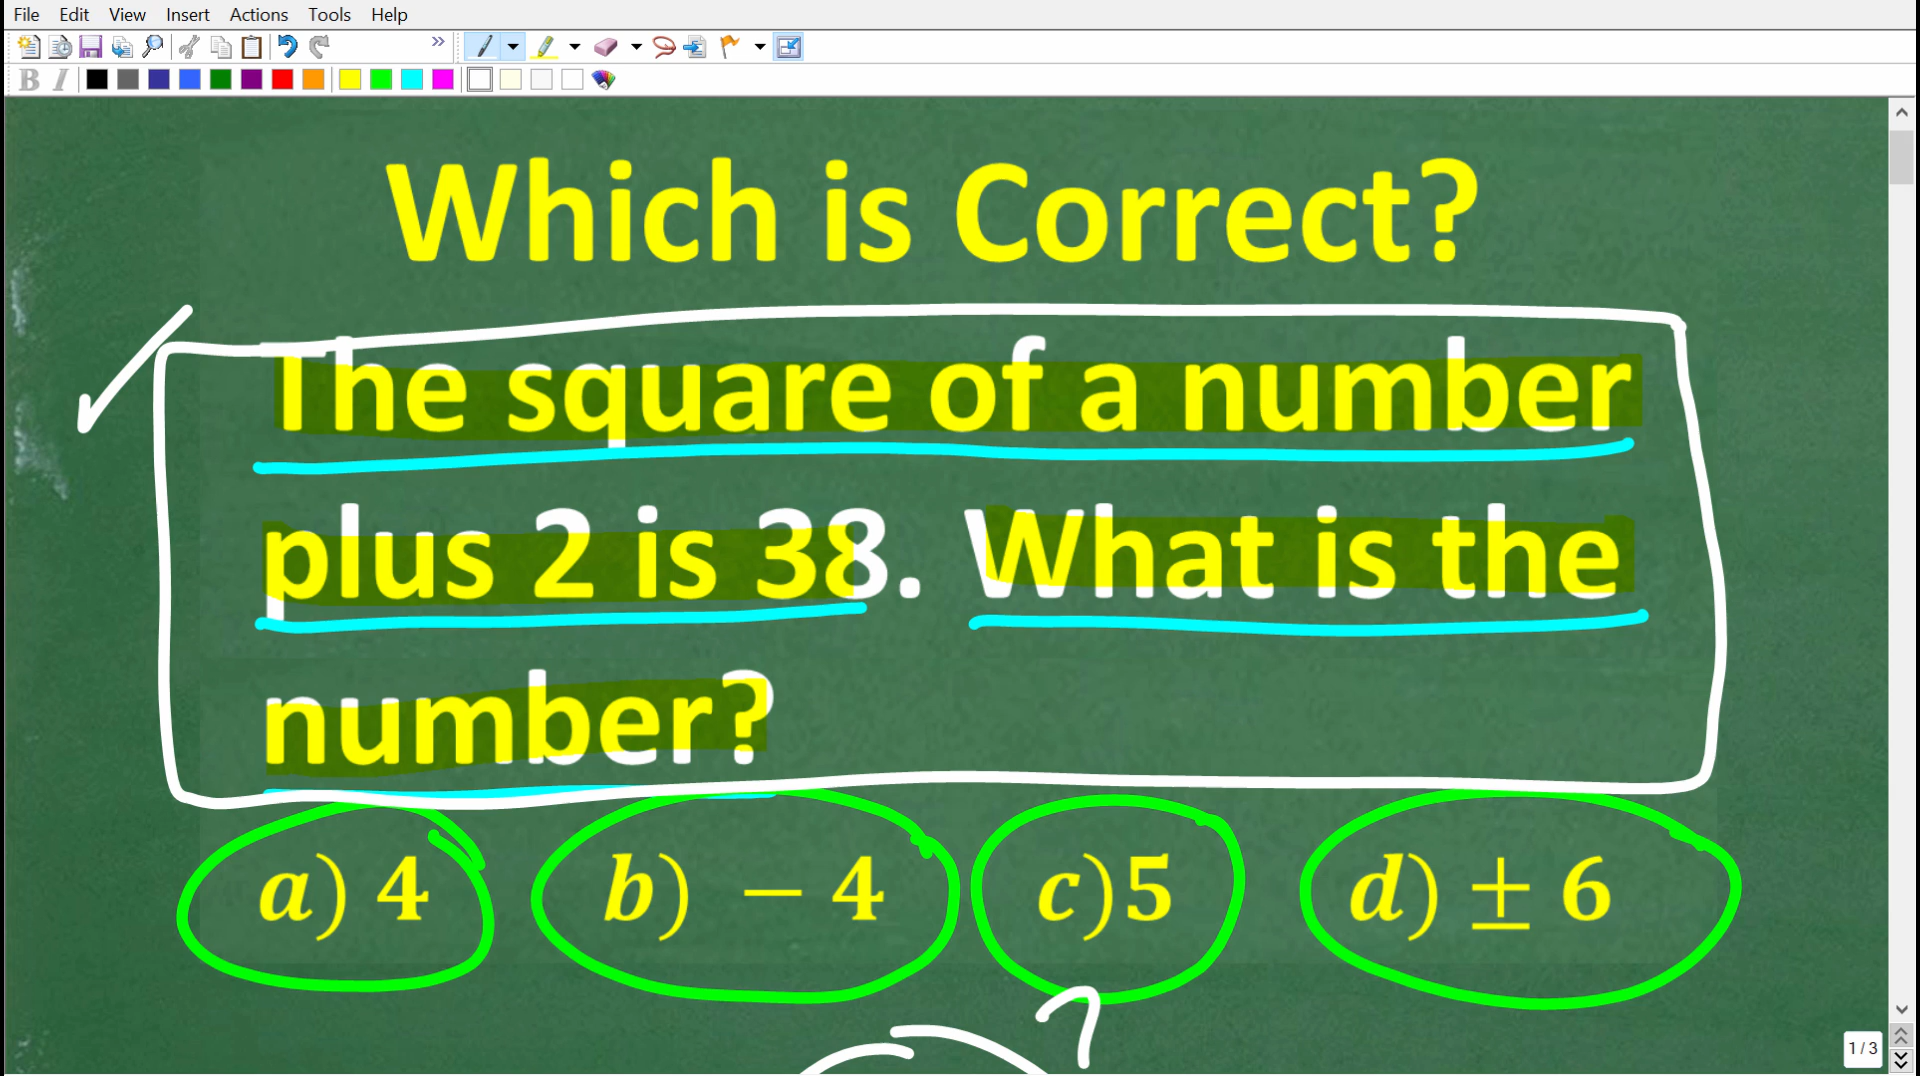 File Edit View Insert Actions Tools Help
B I
Which is Correct?
The square of a number
plus 2 is 38. What is the
number?
a) 4 b) − 4 c)5 d) ± 6
?
1 / 3